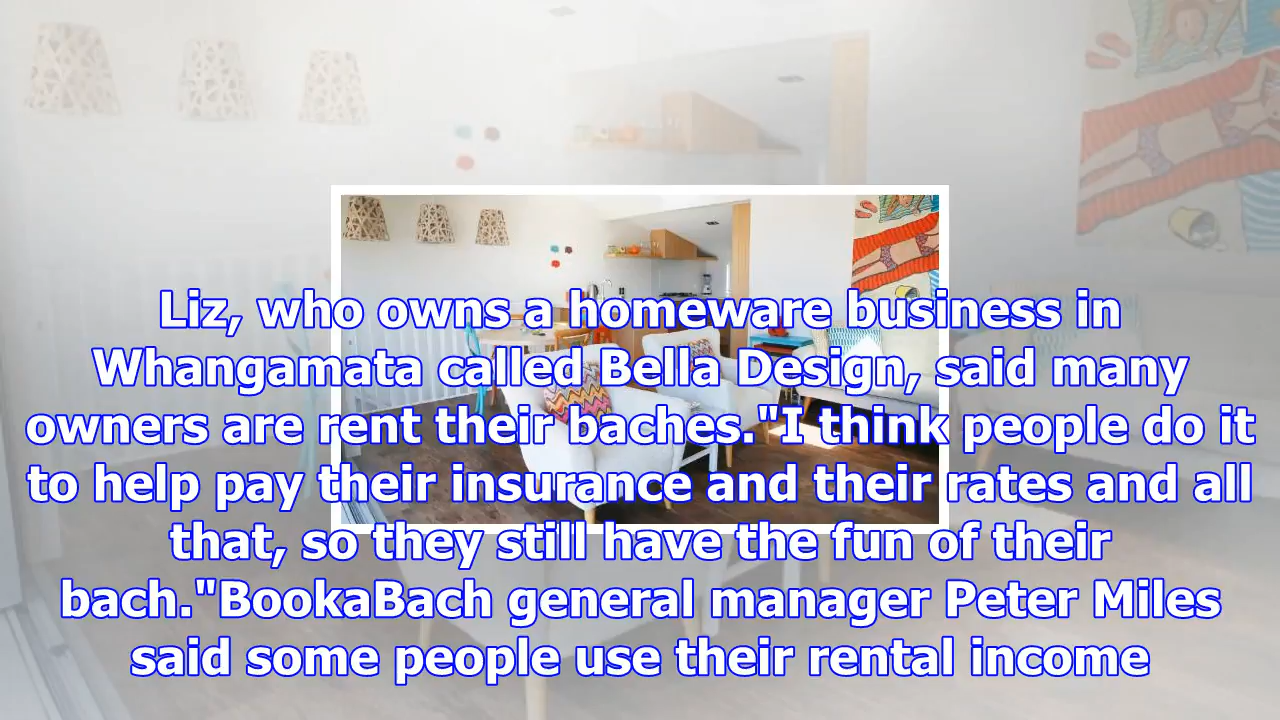 Liz, who owns a homeware business in
Whangamata called Bella Design, said many
owners are rent their baches."I think people do it
to help pay their insurance and their rates and all
that, so they still have the fun of their
bach."BookaBach general manager Peter Miles
said some people use their rental income